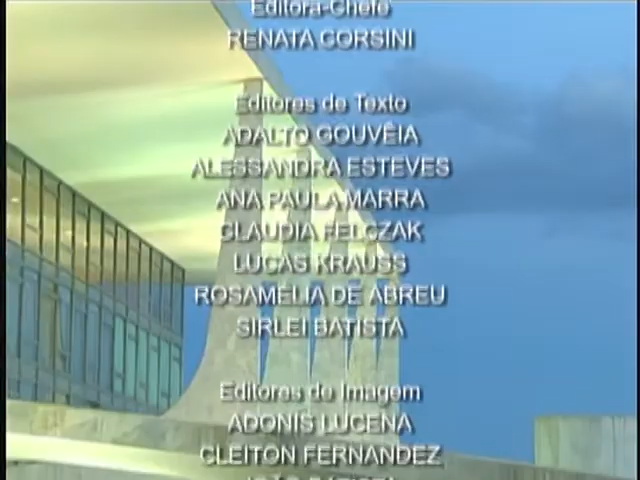 Editora-Chefe
RENATA CORSINI
Editores de Texto
ADALTO GOUVÊIA
ALESSANDRA ESTEVES
ANA PAULA MARRA
CLAUDIA FELCZAK
LUCAS KRAUSS
ROSAMÉLIA DE ABREU
SIRLEI BATISTA
Editores de Imagem
ADONIS LUCENA
CLEITON FERNANDEZ